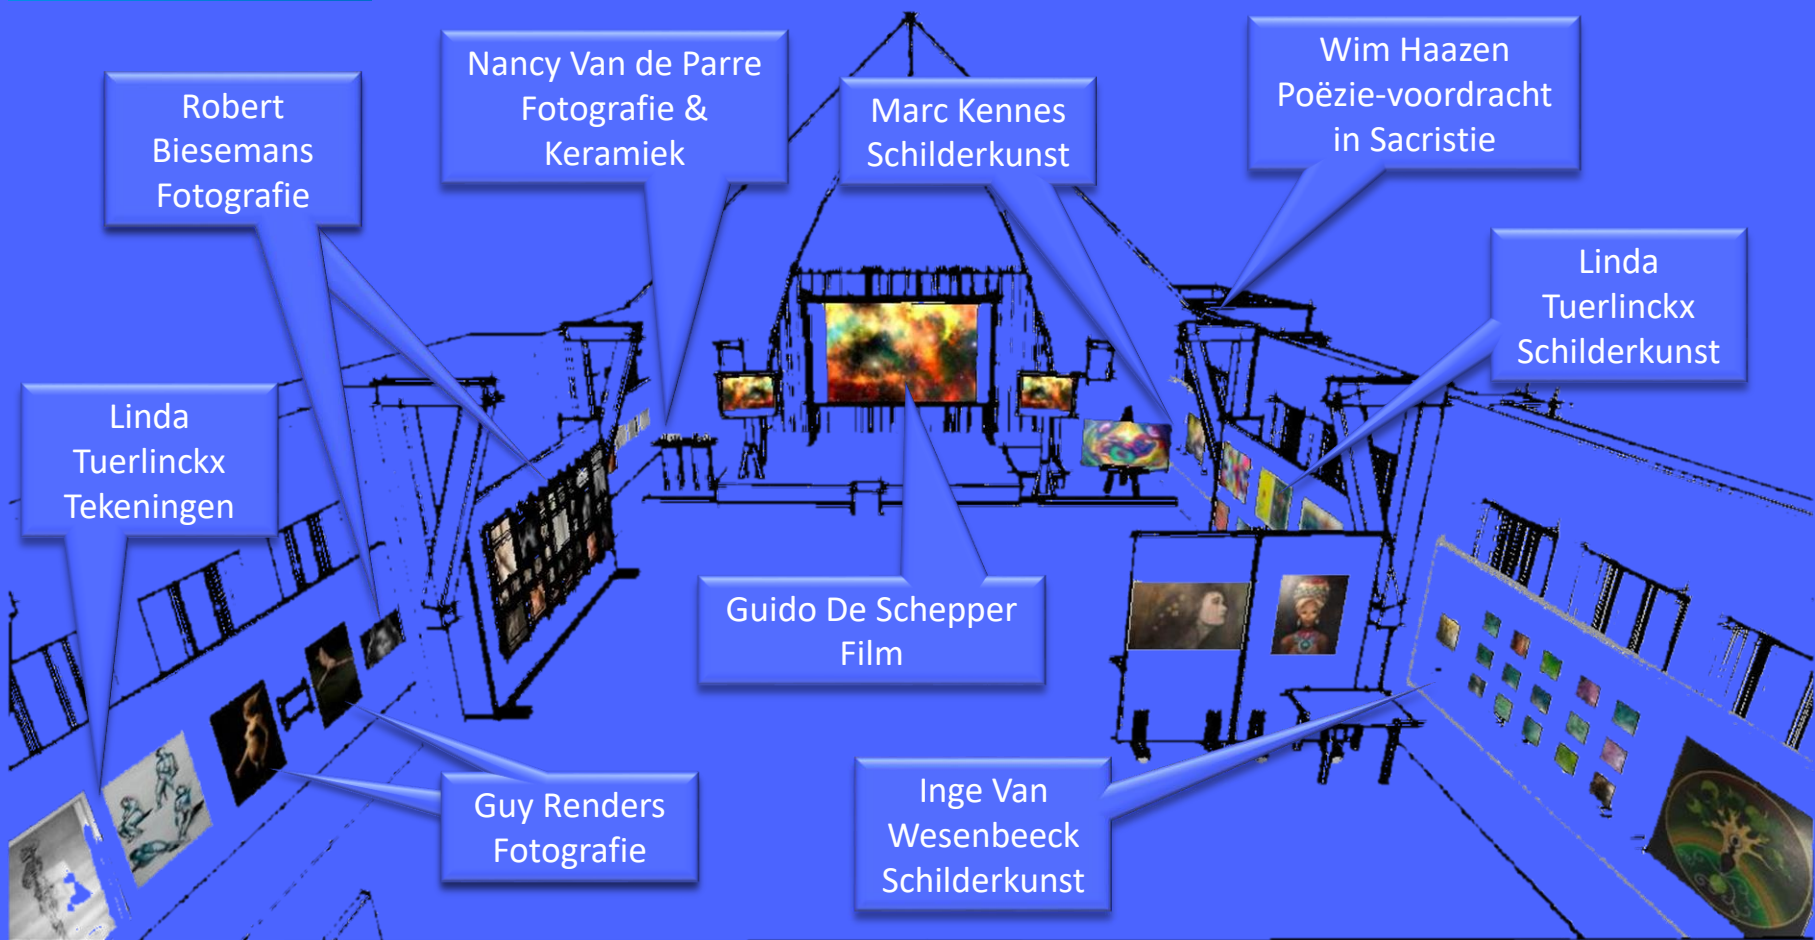 Nancy Van de Parre
Fotografie &
Keramiek
Wim Haazen
Poëzie-voordracht
in Sacristie
Robert
Biesemans
Fotografie
Marc Kennes
Schilderkunst
Linda
Tuerlinckx
Schilderkunst
Linda
Tuerlinckx
Tekeningen
Guido De Schepper
Film
Guy Renders
Fotografie
Inge Van
Wesenbeeck
Schilderkunst